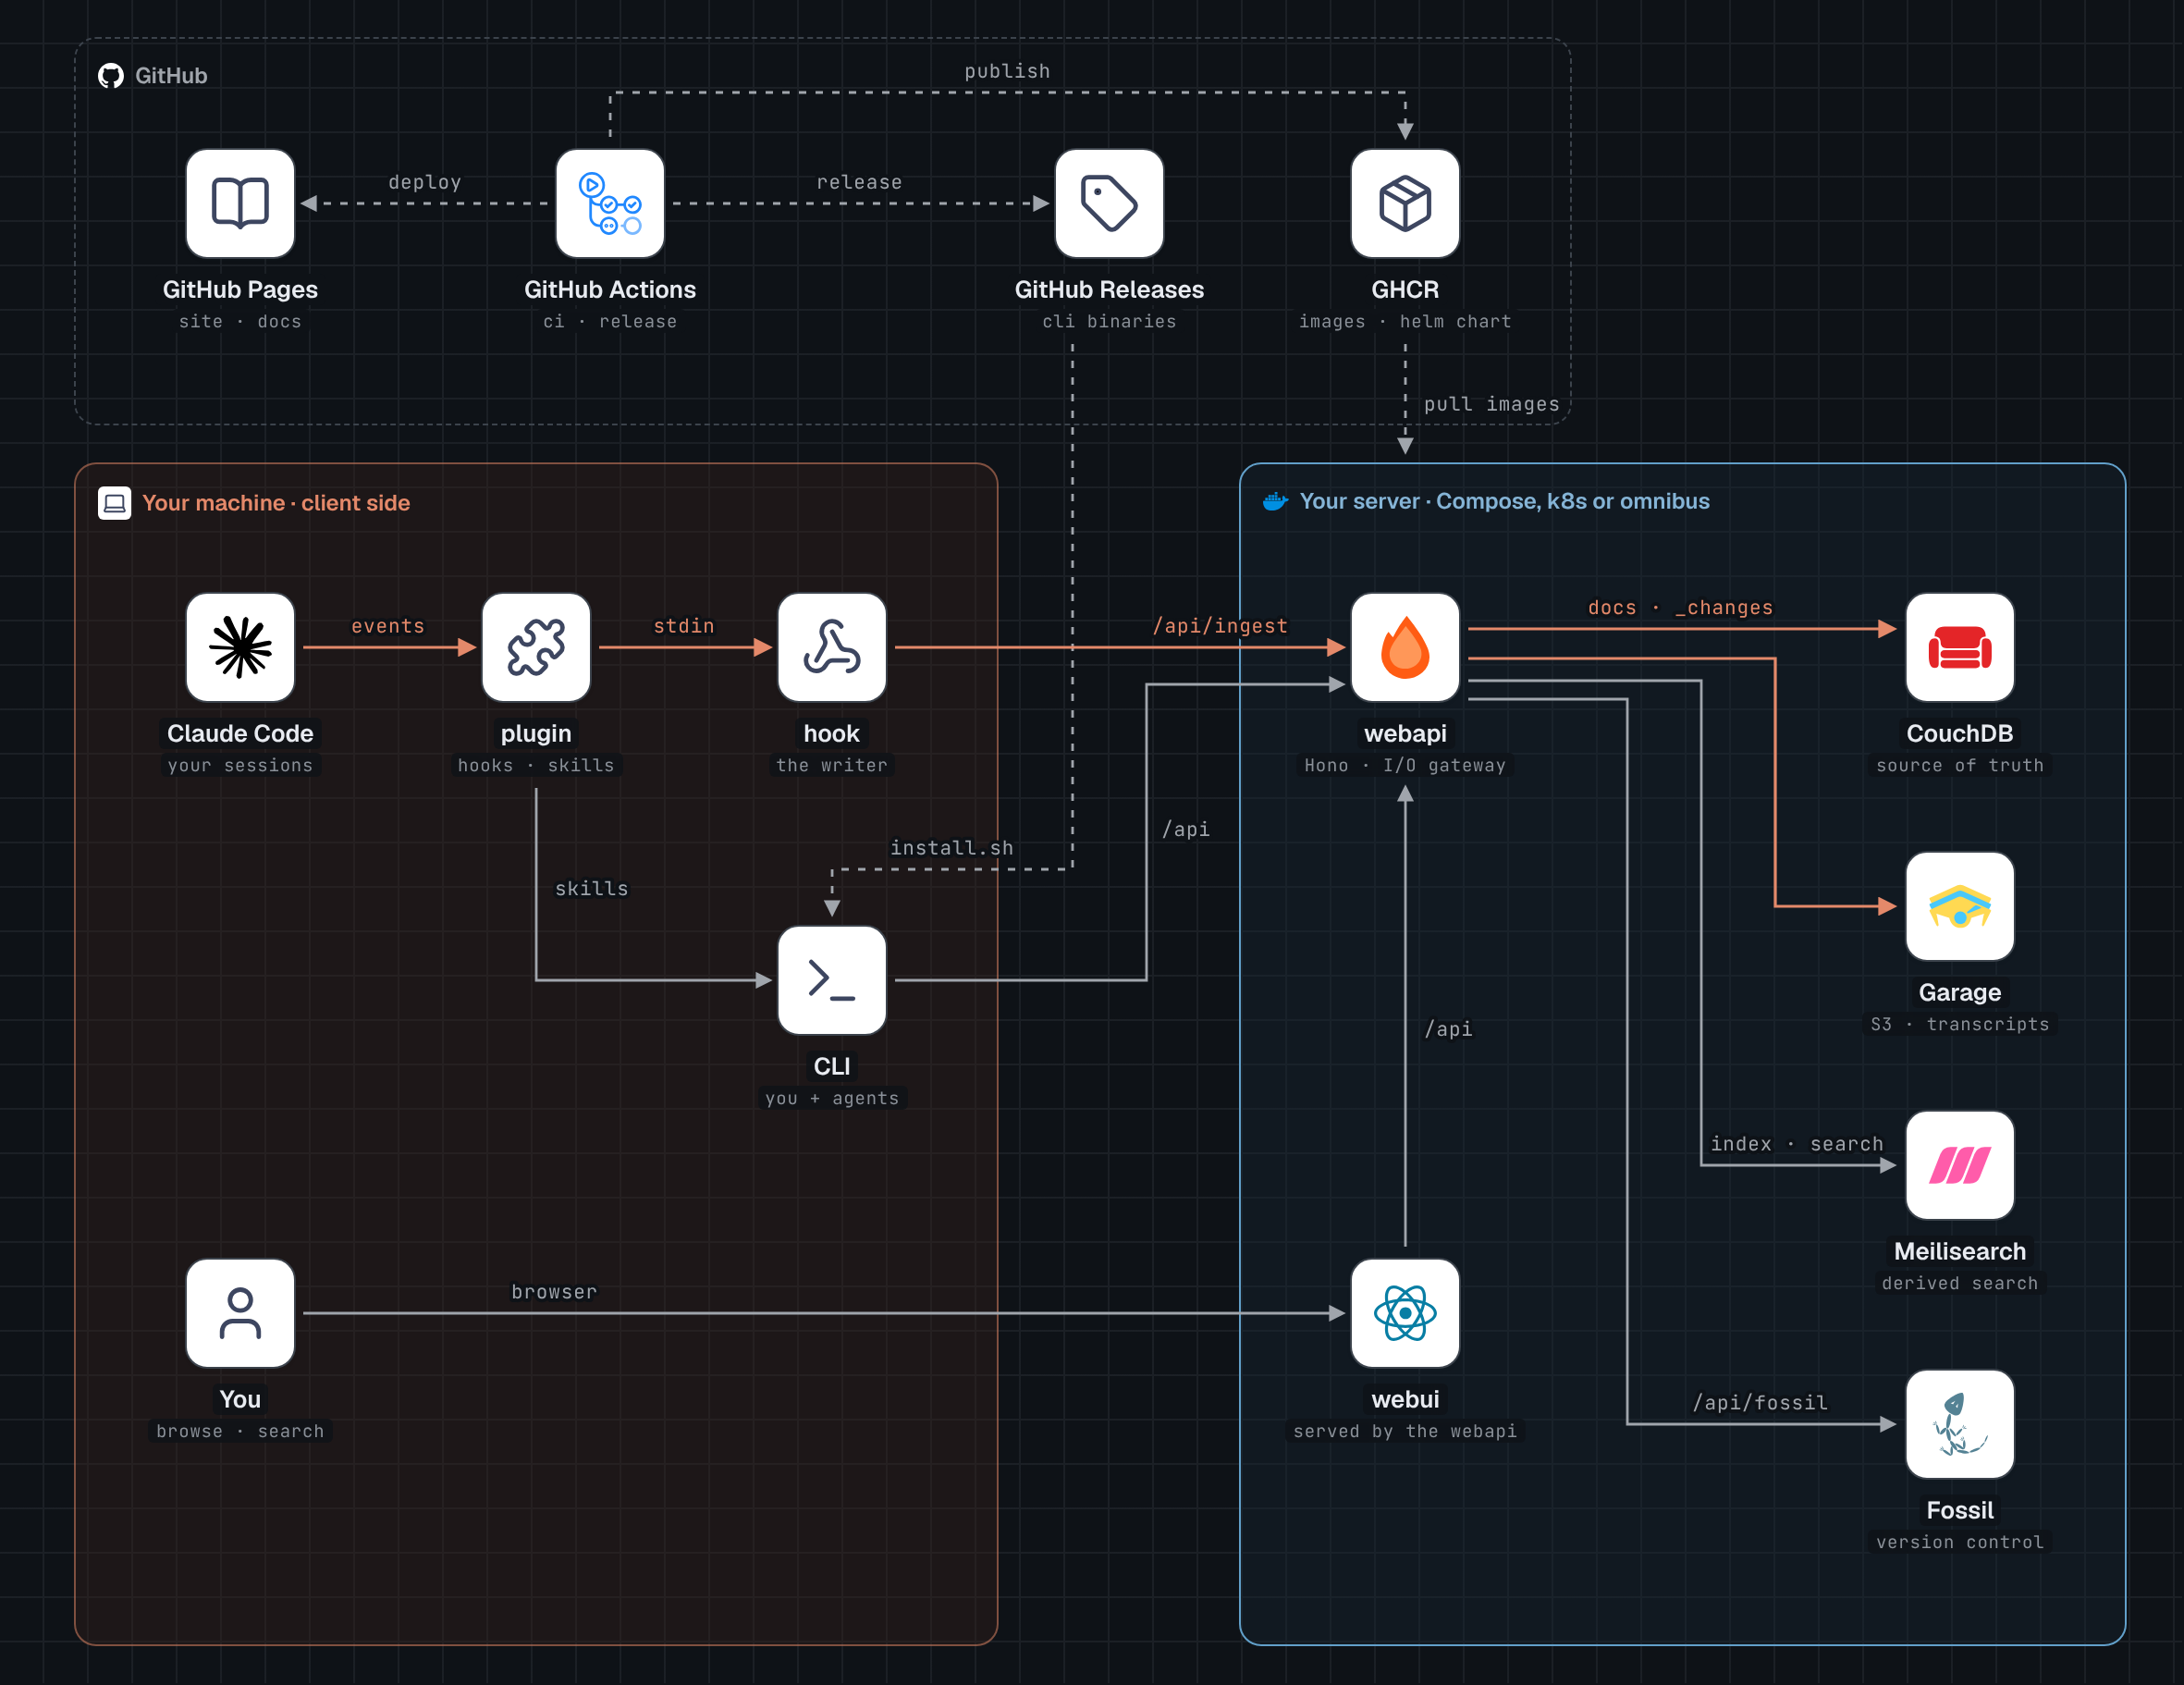 GitHub
publish
deploy
release
GitHub Pages
site · docs
GitHub Actions
ci · release
GitHub Releases
cli binaries
GHCR
images · helm chart
pull images
Your machine · client side
Your server · Compose, k8s or omnibus
events
stdin
/api/ingest
docs · _changes
Claude Code
your sessions
plugin
hooks · skills
hook
the writer
webapi
Hono · I/O gateway
CouchDB
source of truth
/api
install.sh
skills
Garage
S3 · transcripts
/api
CLI
you + agents
index · search
Meilisearch
derived search
browser
You
browse · search
webui
served by the webapi
/api/fossil
Fossil
version control